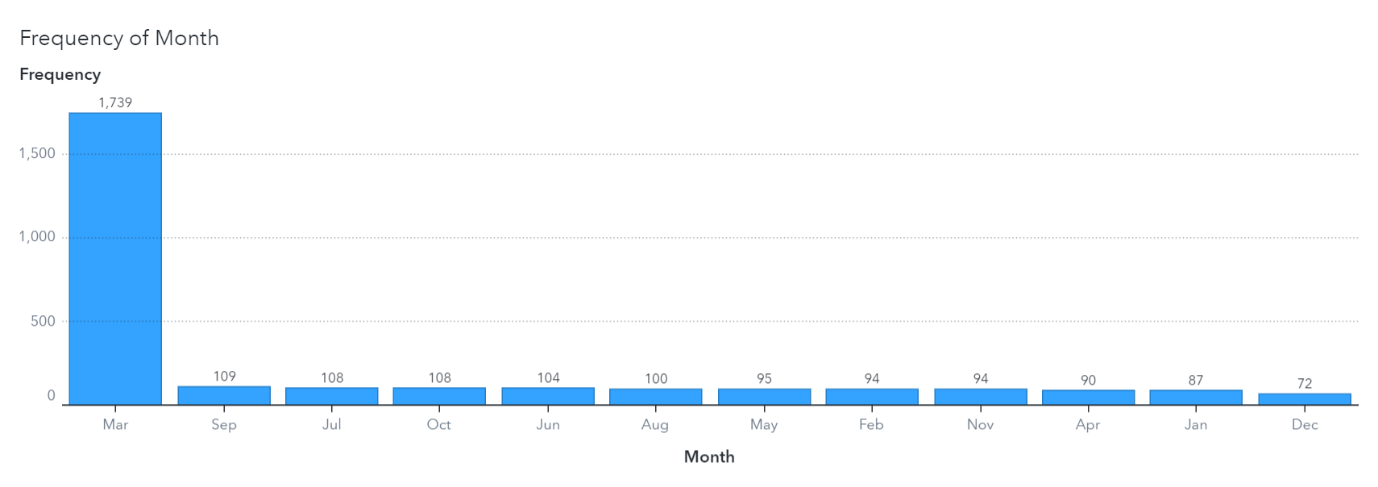 Frequency of Month
Frequency
1,739
1,500
1,000
500
109 108 108 104 100 95 94 94 90 87 72
0
Mar Sep Jul Oct Jun Aug May Feb Nov Apr Jan Dec
Month